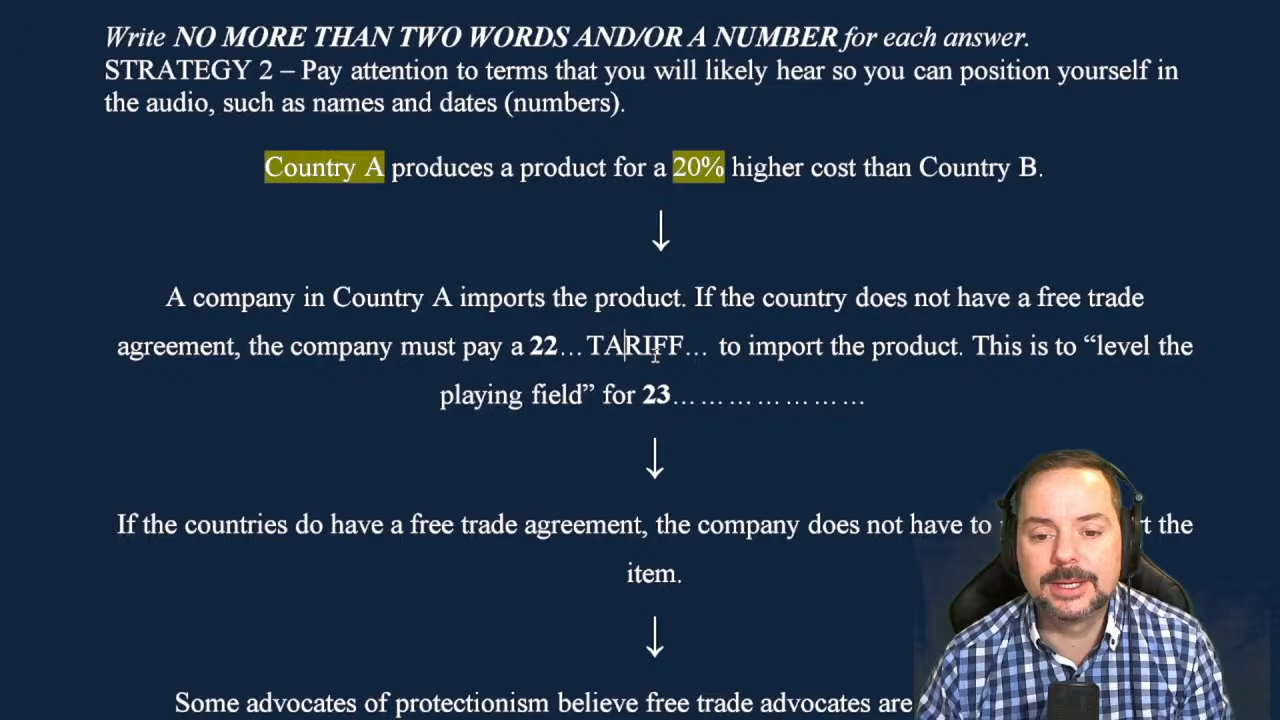 Write NO MORE THAN TWO WORDS AND/OR A NUMBER for each answer.
STRATEGY 2 – Pay attention to terms that you will likely hear so you can position yourself in
the audio, such as names and dates (numbers).
Country A produces a product for a 20% higher cost than Country B.
↓
A company in Country A imports the product. If the country does not have a free trade
agreement, the company must pay a 22…TARIFF… to import the product. This is to “level the
playing field” for 23…………………
↓
If the countries do have a free trade agreement, the company does not have to the
item.
↓
Some advocates of protectionism believe free trade advocates are